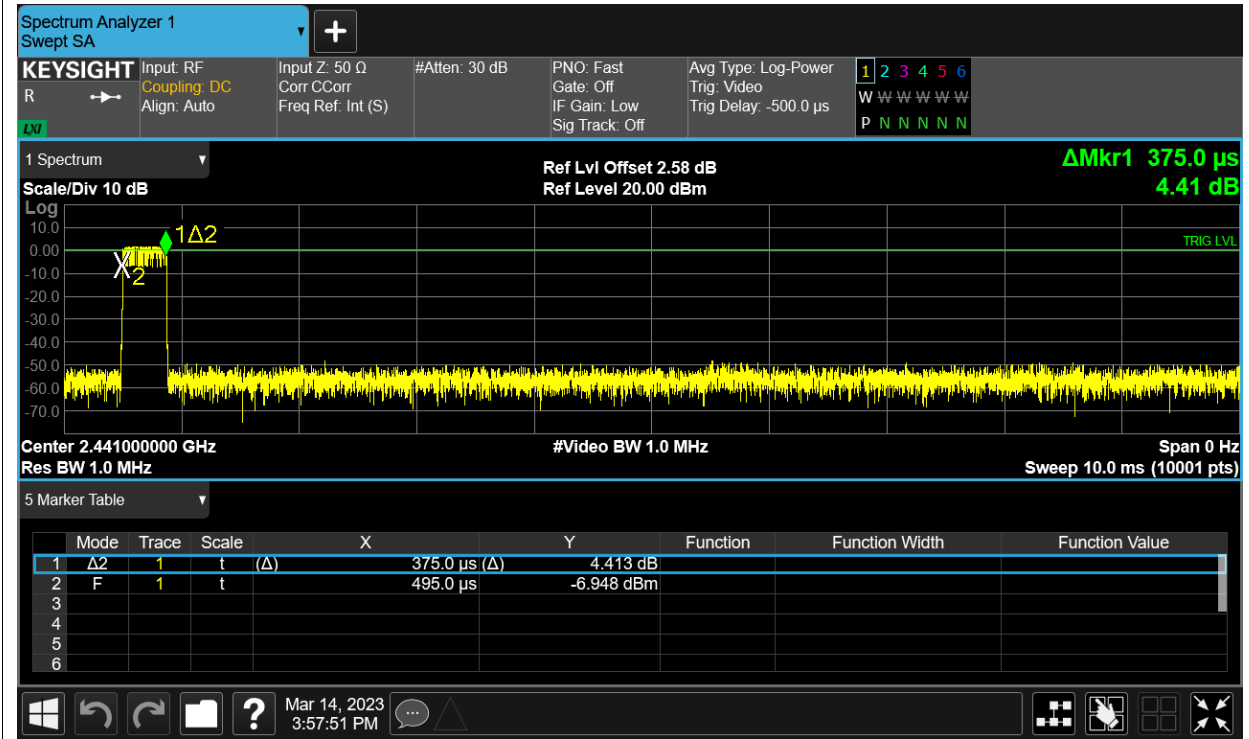 Spectrum Analyzer 1
Swept SA
KEYSIGHT
R
LXI
Input: RF
Coupling: DC
Align: Auto
Input Z: 50 Ω
Corr CCorr
Freq Ref: Int (S)
#Atten: 30 dB
PNO: Fast
Gate: Off
IF Gain: Low
Sig Track: Off
Avg Type: Log-Power
Trig: Video
Trig Delay: -500.0 µs
1 2 3 4 5 6
W W W W W W
P N N N N N
1 Spectrum
Scale/Div 10 dB
Ref Lvl Offset 2.58 dB
Ref Level 20.00 dBm
ΔMkr1 375.0 µs
4.41 dB
Log
10.0
0.00
-10.0
-20.0
-30.0
-40.0
-50.0
-60.0
-70.0
1Δ2
X2
TRIG LVL
Center 2.441000000 GHz
#Video BW 1.0 MHz
Span 0 Hz
Res BW 1.0 MHz
Sweep 10.0 ms (10001 pts)
5 Marker Table
Mode Trace Scale X Y Function Function Width Function Value
1 Δ2 1 t (Δ) 375.0 µs (Δ) 4.413 dB
2 F 1 t 495.0 µs -6.948 dBm
3
4
5
6
?
Mar 14, 2023
3:57:51 PM